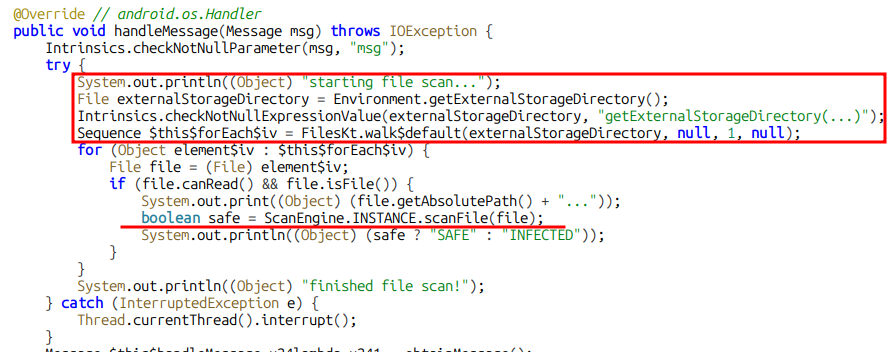 @Override // android.os.Handler
public void handleMessage(Message msg) throws IOException {
    Intrinsics.checkNotNullParameter(msg, "msg");
    try {
        System.out.println((Object) "starting file scan...");
        File externalStorageDirectory = Environment.getExternalStorageDirectory();
        Intrinsics.checkNotNullExpressionValue(externalStorageDirectory, "getExternalStorageDirectory(...)");
        Sequence $this$forEach$iv = FilesKt.walk$default(externalStorageDirectory, null, 1, null);
        for (Object element$iv : $this$forEach$iv) {
            File file = (File) element$iv;
            if (file.canRead() && file.isFile()) {
                System.out.print((Object) (file.getAbsolutePath() + "..."));
                boolean safe = ScanEngine.INSTANCE.scanFile(file);
                System.out.println((Object) (safe ? "SAFE" : "INFECTED"));
            }
        }
        System.out.println((Object) "finished file scan!");
    } catch (InterruptedException e) {
        Thread.currentThread().interrupt();
    }